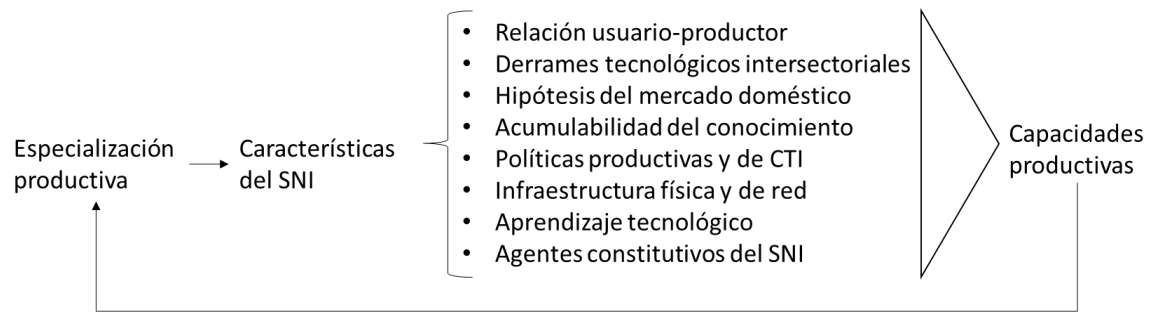 Especialización
productiva
Características
del SNI
• Relación usuario-productor
• Derrames tecnológicos intersectoriales
• Hipótesis del mercado doméstico
• Acumulabilidad del conocimiento
• Políticas productivas y de CTI
• Infraestructura física y de red
• Aprendizaje tecnológico
• Agentes constitutivos del SNI
Capacidades
productivas